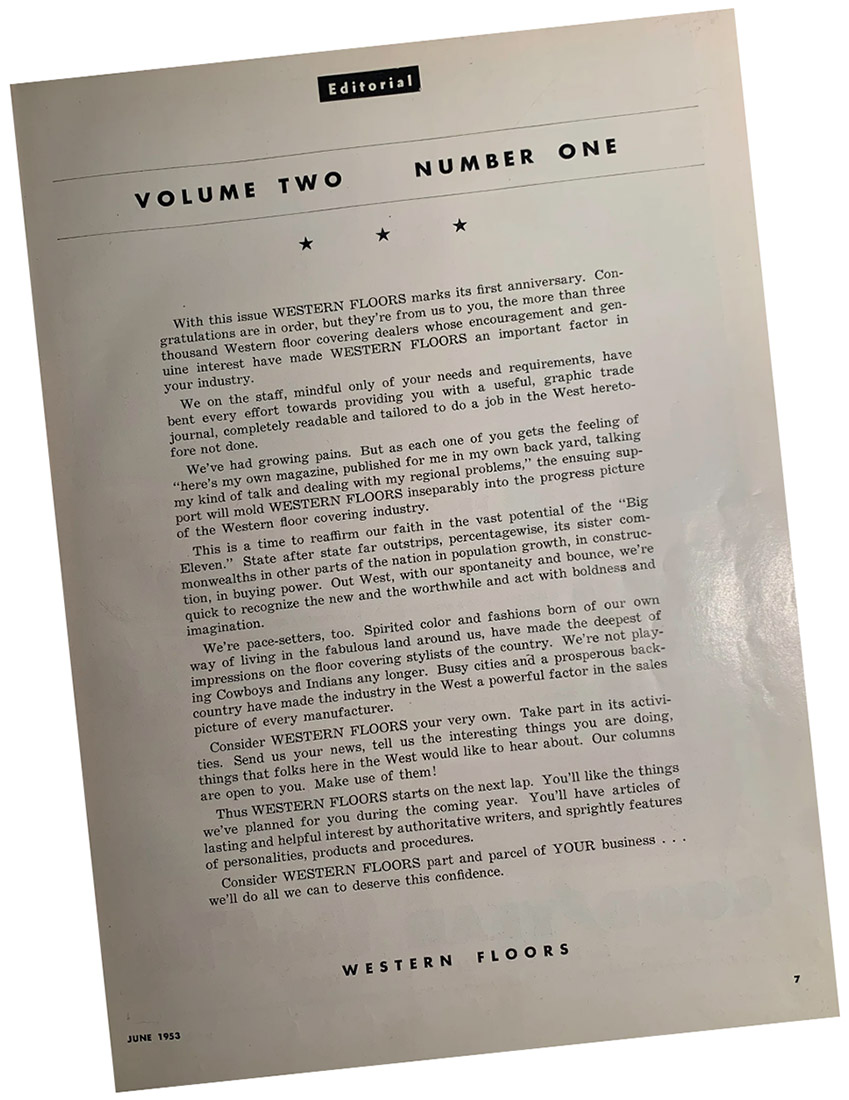 Editorial
VOLUME TWO NUMBER ONE
With this issue WESTERN FLOORS marks its first anniversary. Con-
gratulations are in order, but they're from us to you, the more than three
thousand Western floor covering dealers whose encouragement and gen-
uine interest have made WESTERN FLOORS an important factor in
your industry.
We on the staff, mindful only of your needs and requirements, have
bent every effort towards providing you with a useful, graphic trade
journal, completely readable and tailored to do a job in the West hereto-
fore not done.
We've had growing pains. But as each one of you gets the feeling of
"here's my own magazine, published for me in my own back yard, talking
my kind of talk and dealing with my regional problems," the ensuing sup-
port will mold WESTERN FLOORS inseparably into the progress picture
of the Western floor covering industry.
This is a time to reaffirm our faith in the vast potential of the "Big
Eleven." State after state far outstrips, percentagewise, its sister com-
monwealths in other parts of the nation in population growth, in construc-
tion, in buying power. Out West, with our spontaneity and bounce, we're
quick to recognize the new and the worthwhile and act with boldness and
imagination.
We're pace-setters, too. Spirited color and fashions born of our own
way of living in the fabulous land around us, have made the deepest of
impressions on the floor covering stylists of the country. We're not play-
ing Cowboys and Indians any longer. Busy cities and a prosperous back-
country have made the industry in the West a powerful factor in the sales
picture of every manufacturer.
Consider WESTERN FLOORS your very own. Take part in its activi-
ties. Send us your news, tell us the interesting things you are doing,
things that folks here in the West would like to hear about. Our columns
are open to you. Make use of them!
Thus WESTERN FLOORS starts on the next lap. You'll like the things
we've planned for you during the coming year. You'll have articles of
lasting and helpful interest by authoritative writers, and sprightly features
of personalities, products and procedures.
Consider WESTERN FLOORS part and parcel of YOUR business . . .
we'll do all we can to deserve this confidence.
WESTERN FLOORS
7
JUNE 1953